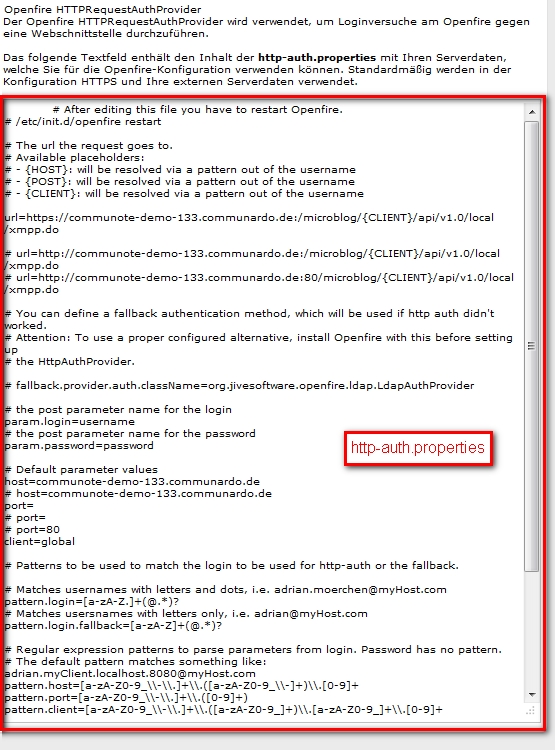 Openfire HTTPRequestAuthProvider
Der Openfire HTTPRequestAuthProvider wird verwendet, um Loginversuche am Openfire gegen
eine Webschnittstelle durchzuführen.
Das folgende Textfeld enthält den Inhalt der http-auth.properties mit Ihren Serverdaten,
welche Sie für die Openfire-Konfiguration verwenden können. Standardmäßig werden in der
Konfiguration HTTPS und Ihre externen Serverdaten verwendet.
# After editing this file you have to restart Openfire.
# /etc/init.d/openfire restart
# The url the request goes to.
# Available placeholders:
# - {HOST}: will be resolved via a pattern out of the username
# - {POST}: will be resolved via a pattern out of the username
# - {CLIENT}: will be resolved via a pattern out of the username
url=https://communote-demo-133.communardo.de:/microblog/{CLIENT}/api/v1.0/local
/xmpp.do
# url=http://communote-demo-133.communardo.de:/microblog/{CLIENT}/api/v1.0/local
/xmpp.do
# url=http://communote-demo-133.communardo.de:80/microblog/{CLIENT}/api/v1.0/local
/xmpp.do
# You can define a fallback authentication method, which will be used if http auth didn't
worked.
# Attention: To use a proper configured alternative, install Openfire with this before setting
up
# the HttpAuthProvider.
# fallback.provider.auth.className=org.jivesoftware.openfire.ldap.LdapAuthProvider
# the post parameter name for the login
param.login=username
# the post parameter name for the password
param.password=password
http-auth.properties
# Default parameter values
host=communote-demo-133.communardo.de
# host=communote-demo-133.communardo.de
port=
# port=
# port=80
client=global
# Patterns to be used to match the login to be used for http-auth or the fallback.
# Matches usernames with letters and dots, i.e. adrian.moerchen@myHost.com
pattern.login=[a-zA-Z.]+(@.*)?
# Matches usersnames with letters only, i.e. adrian@myHost.com
pattern.login.fallback=[a-zA-Z]+(@.*)?
# Regular expression patterns to parse parameters from login. Password has no pattern.
# The default pattern matches something like:
adrian.myClient.localhost.8080@myHost.com
pattern.host=[a-zA-Z0-9_\\-\\.]+\\.([a-zA-Z0-9_\\-]+)\\.[0-9]+
pattern.port=[a-zA-Z0-9_\\-\\.]+\\.([0-9]+)
pattern.client=[a-zA-Z0-9_\\-\\.]+\\.([a-zA-Z0-9_]+)\\.[a-zA-Z0-9_]+\\.[0-9]+